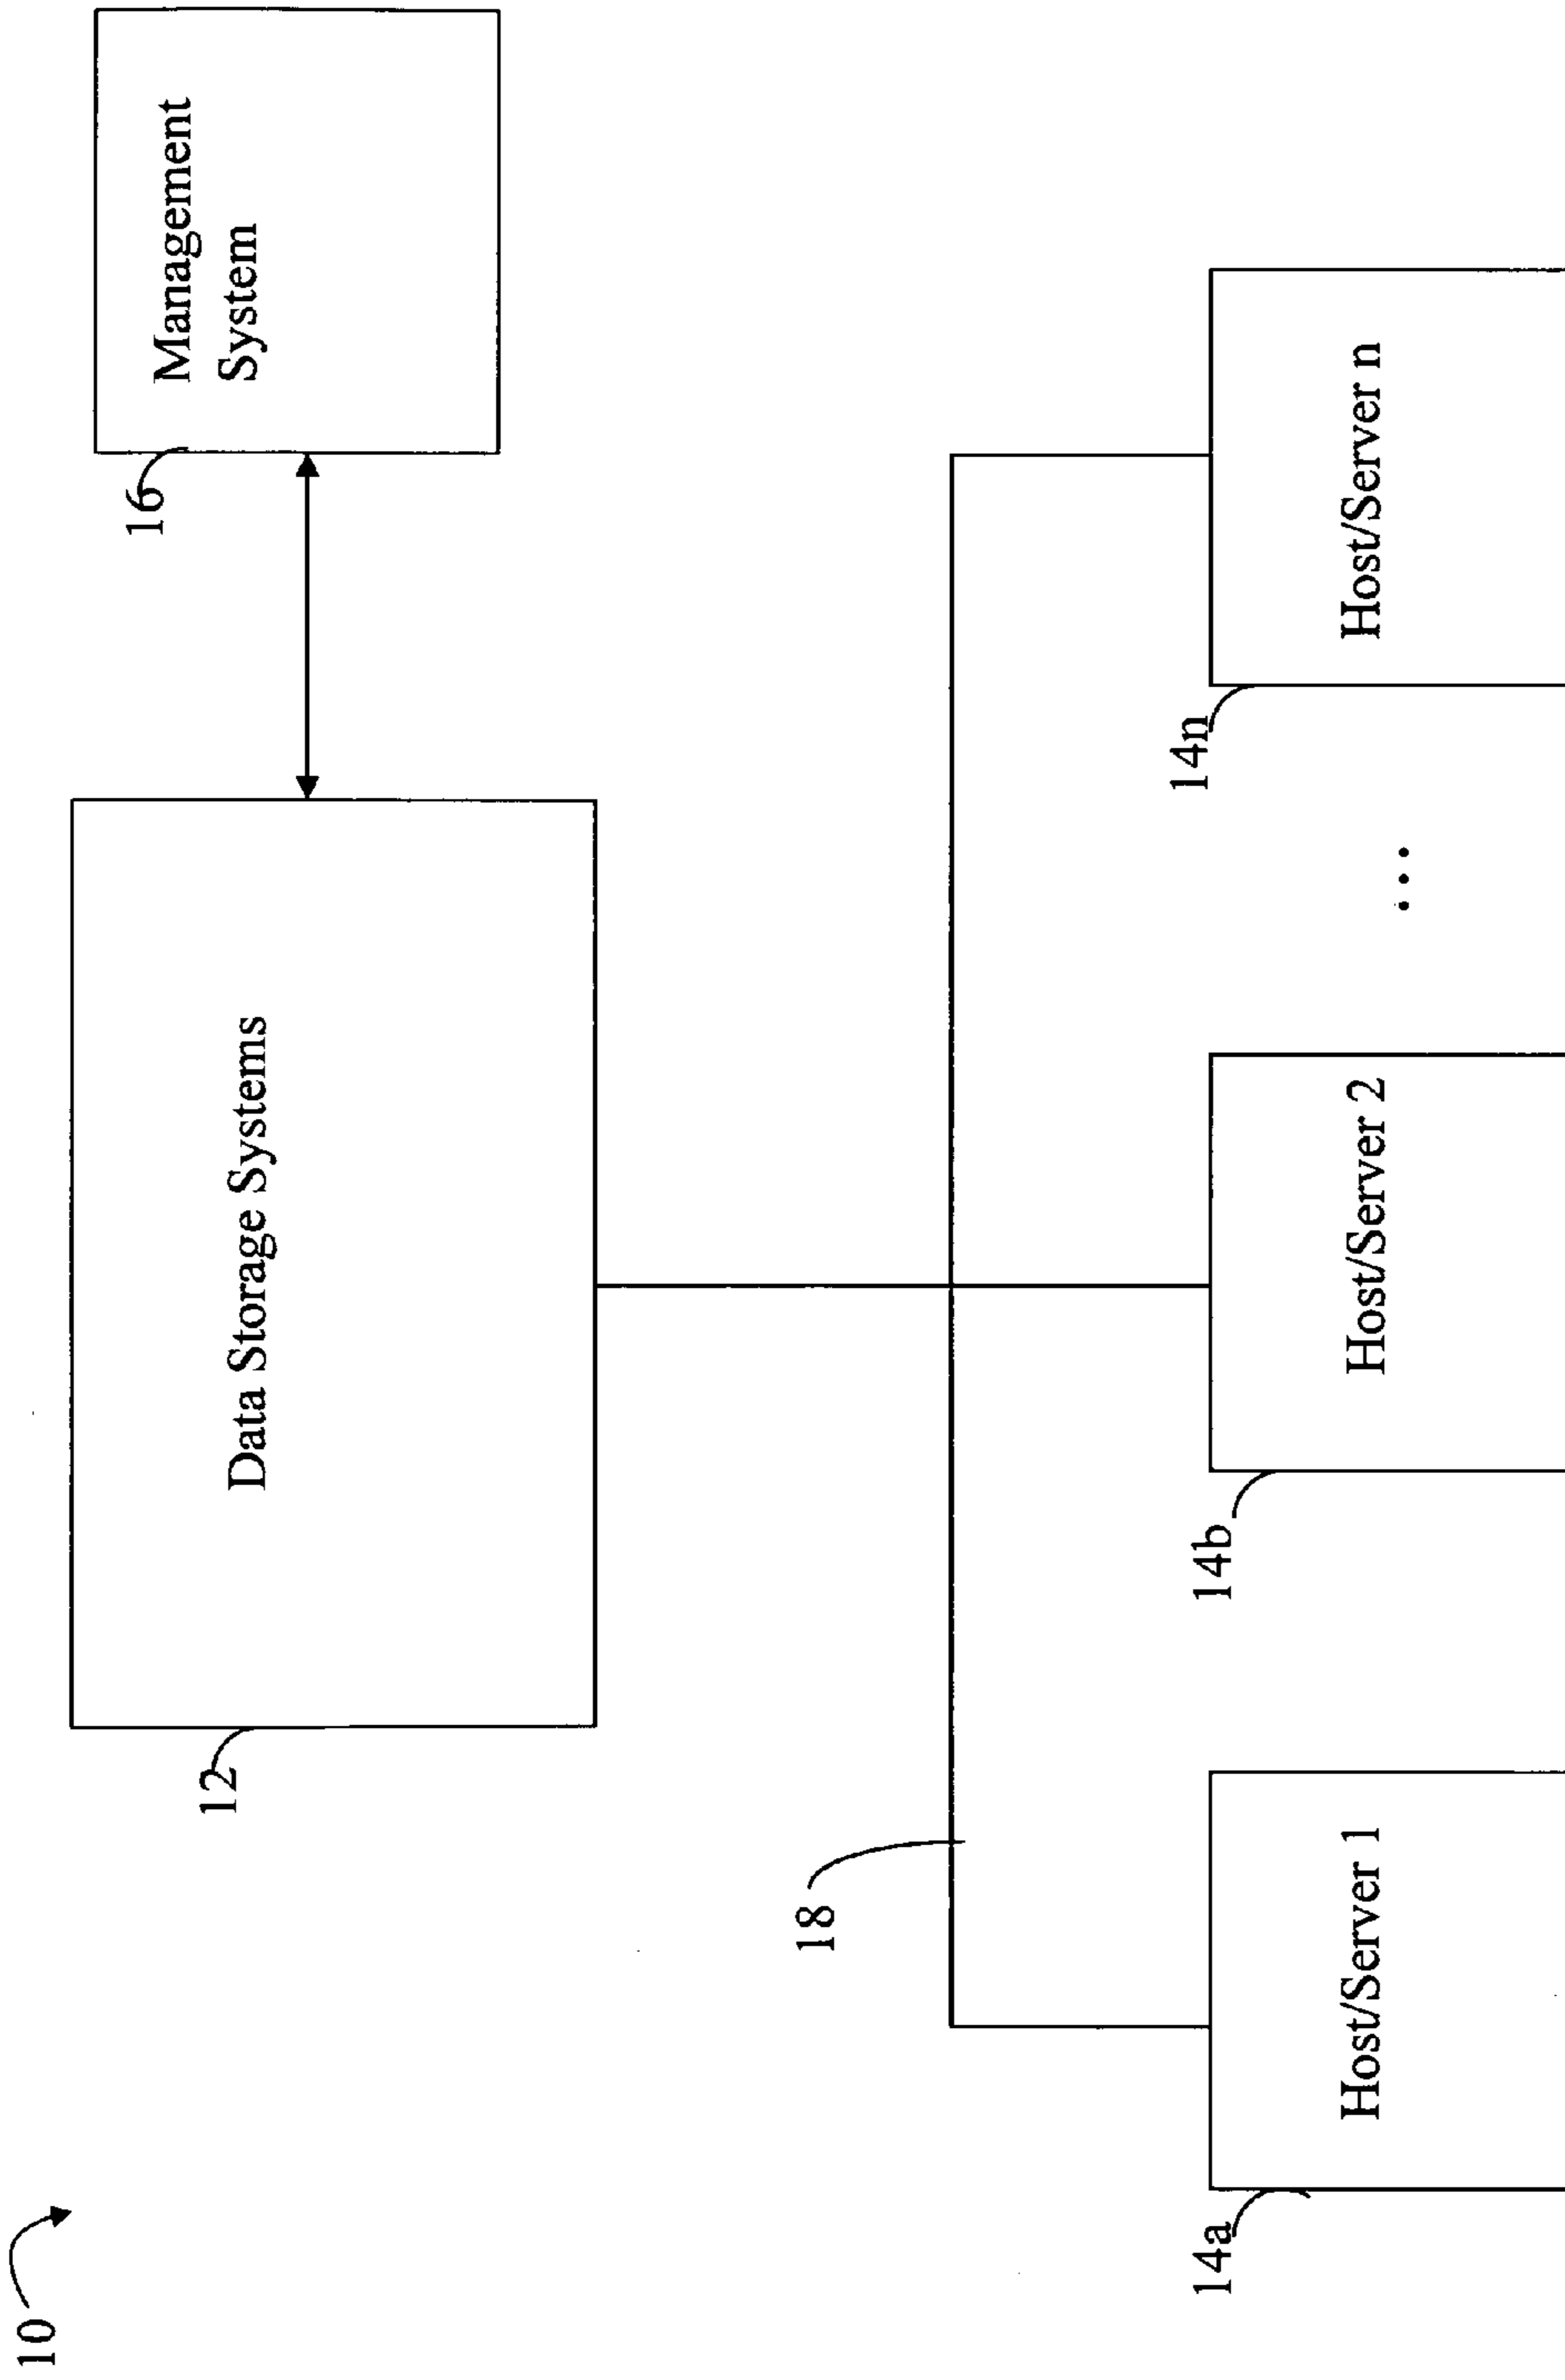 10
12
Data Storage Systems
16
Management
System
18
14a
Host/Server 1
14b
Host/Server 2
...
14n
Host/Server n